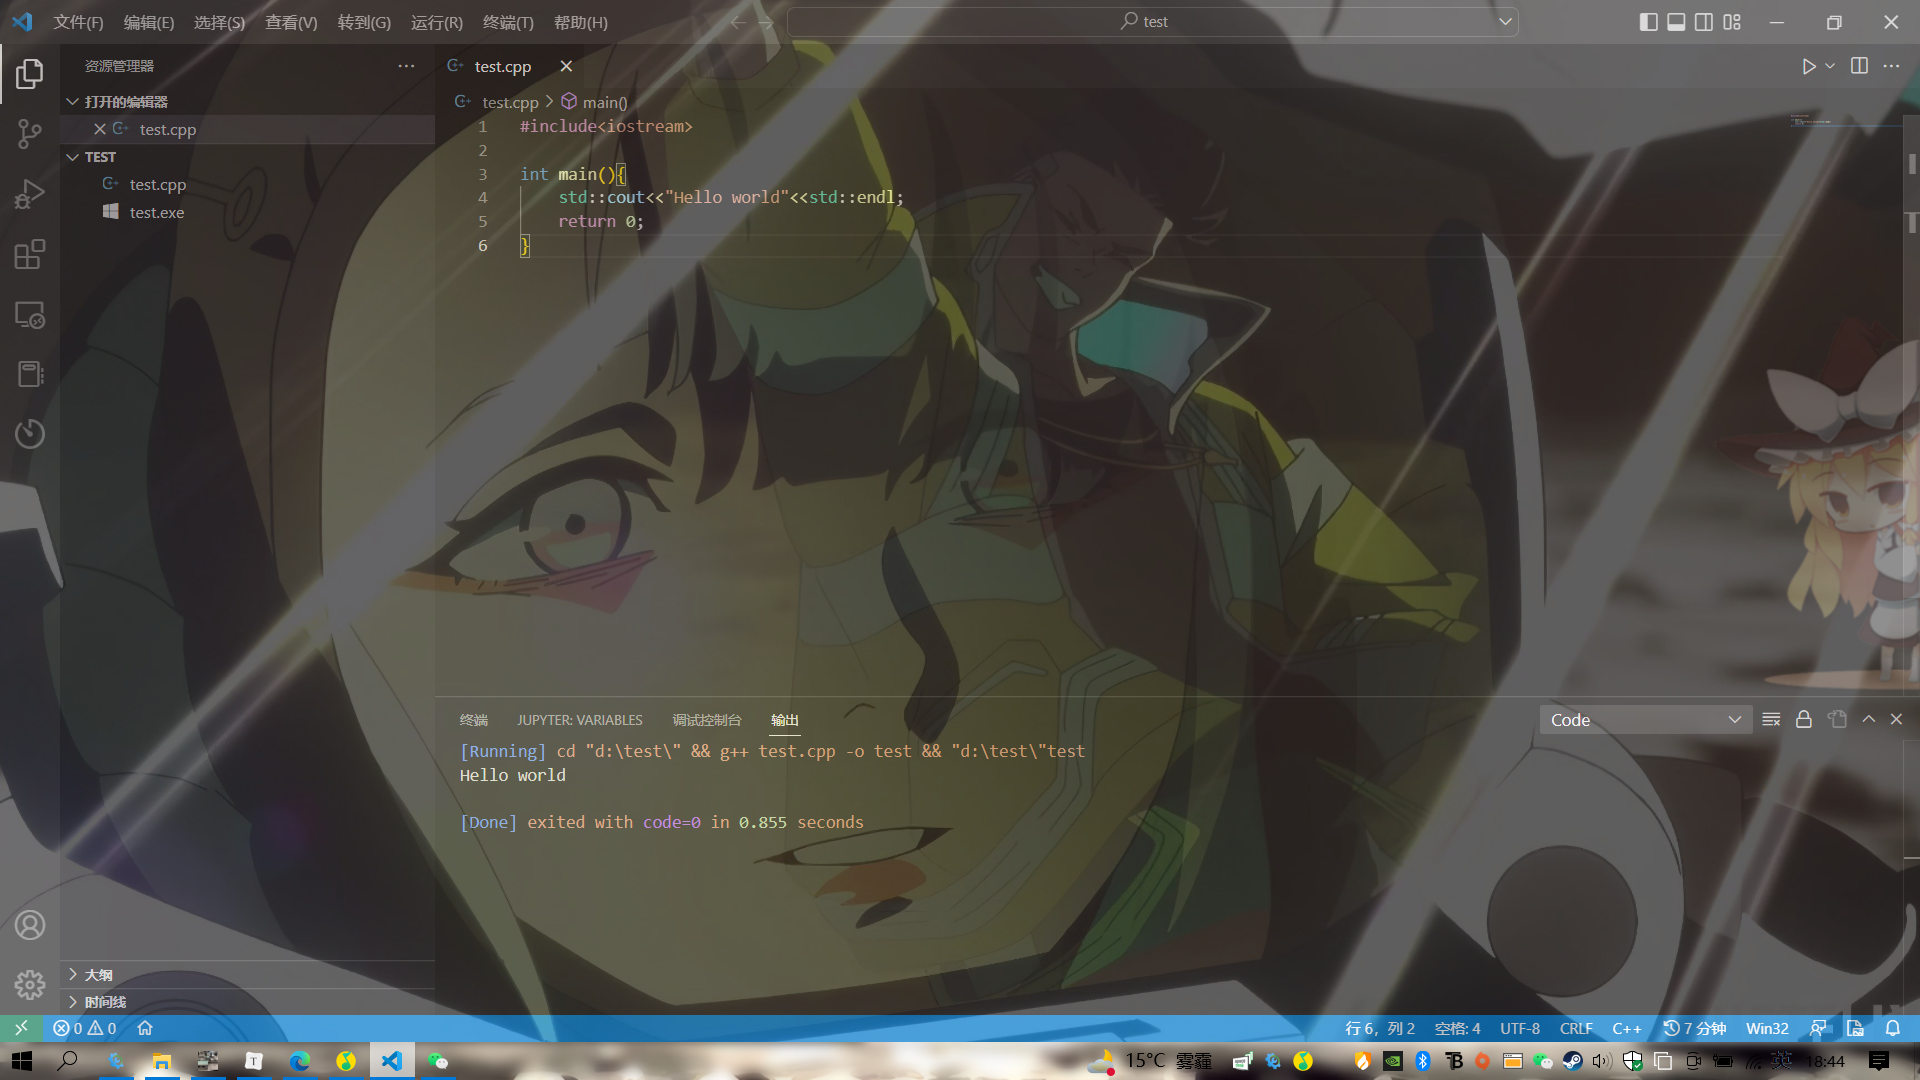 文件(F) 编辑(E) 选择(S) 查看(V) 转到(G) 运行(R) 终端(T) 帮助(H) test
资源管理器
test.cpp
打开的编辑器
test.cpp
TEST
test.cpp
test.exe
大纲
时间线
test.cpp main()
1 #include<iostream>
2
3 int main(){
4 std::cout<<"Hello world"<<std::endl;
5 return 0;
6 }
终端 JUPYTER: VARIABLES 调试控制台 输出 Code
[Running] cd "d:\test\" && g++ test.cpp -o test && "d:\test\"test
Hello world
[Done] exited with code=0 in 0.855 seconds
0 0 行 6，列 2 空格: 4 UTF-8 CRLF C++ 7 分钟 Win32
15°C 雾霾 英 18:44